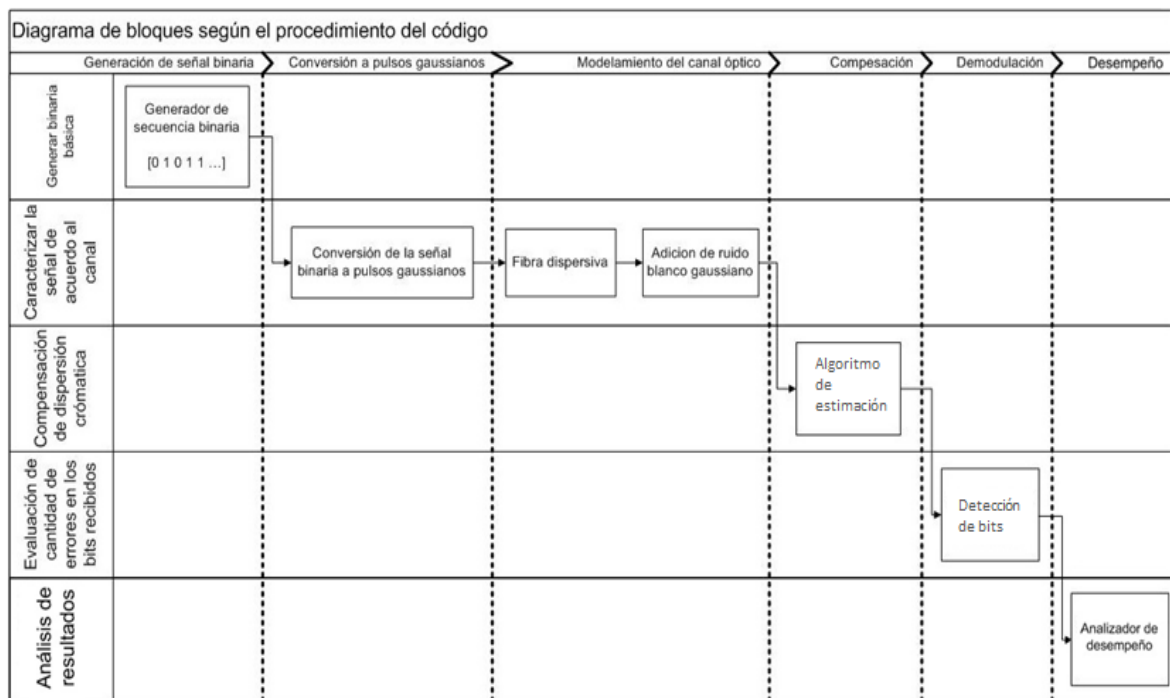 Diagrama de bloques según el procedimiento del código
Generación de señal binaria
Conversión a pulsos gaussianos
Modelamiento del canal óptico
Compesación
Demodulación
Desempeño
Generar binaria
básica
Generador de
secuencia binaria
[0 1 0 1 1 ...]
Caracterizar la
señal de
acuerdo al
canal
Conversión de la señal
binaria a pulsos gaussianos
Fibra dispersiva
Adicion de ruido
blanco gaussiano
Compensación
de dispersión
crómatica
Algoritmo
de
estimación
Evaluación de
cantidad de
errores en los
bits recibidos
Detección
de bits
Análisis de
resultados
Analizador de
desempeño